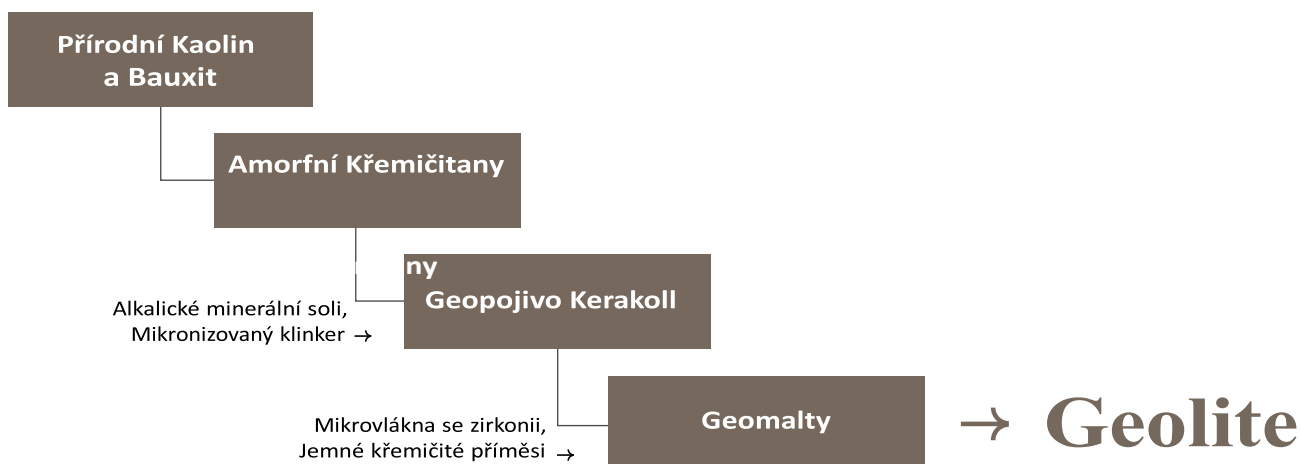 Přírodní Kaolin
a Bauxit
Amorfní Křemičitany
ny
Geopojivo Kerakoll
Alkalické minerální soli,
Mikronizovaný klinker →
Geomalty
→ Geolite
Mikrovlákna se zirkonii,
Jemné křemičité příměsi →